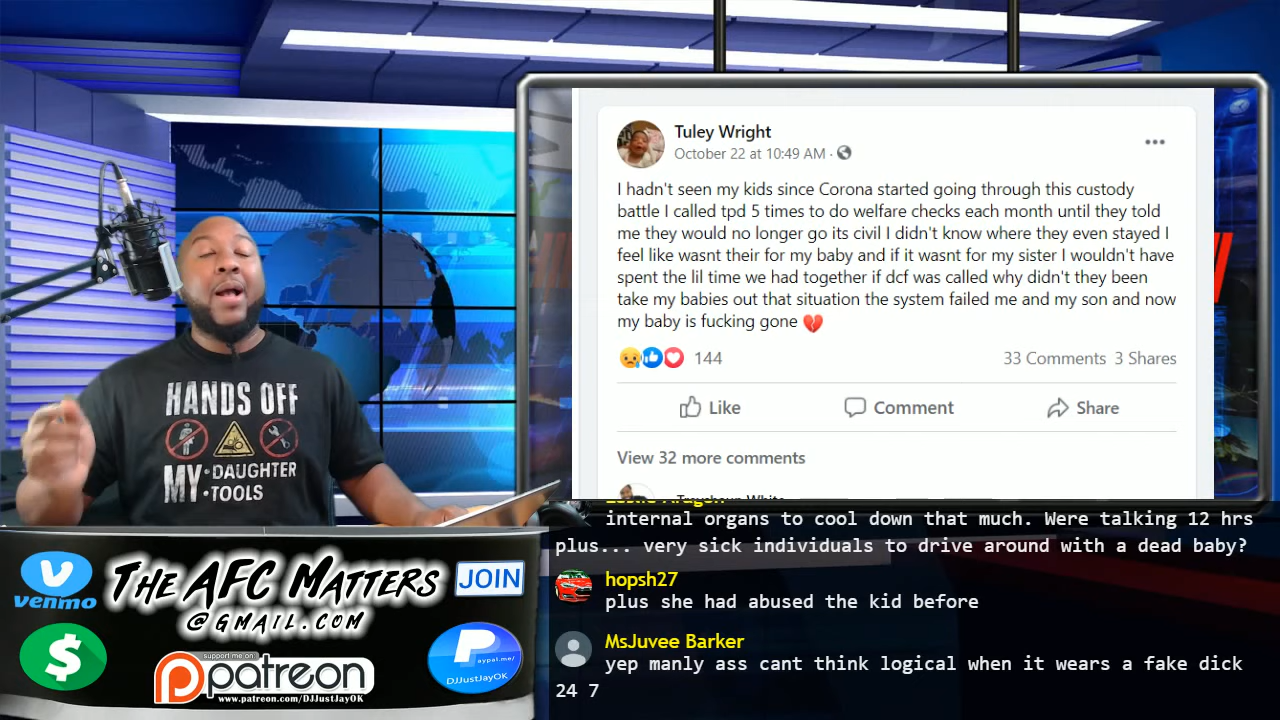 Tuley Wright
October 22 at 10:49 AM ·
I hadn't seen my kids since Corona started going through this custody
battle I called tpd 5 times to do welfare checks each month until they told
me they would no longer go its civil I didn't know where they even stayed I
feel like wasnt their for my baby and if it wasnt for my sister I wouldn't have
spent the lil time we had together if dcf was called why didn't they been
take my babies out that situation the system failed me and my son and now
my baby is fucking gone
144
33 Comments 3 Shares
Like
Comment
Share
View 32 more comments
HANDS OFF
MY • DAUGHTER
• TOOLS
internal organs to cool down that much. Were talking 12 hrs
plus... very sick individuals to drive around with a dead baby?
hopsh27
plus she had abused the kid before
MsJuvee Barker
yep manly ass cant think logical when it wears a fake dick
24 7
V
venmo
THE AFC MATTERS
@GMAIL.COM
JOIN
$
support me on
patreon
www.patreon.com/DJJustJayOK
Paypal.me/
DJJustJayOK